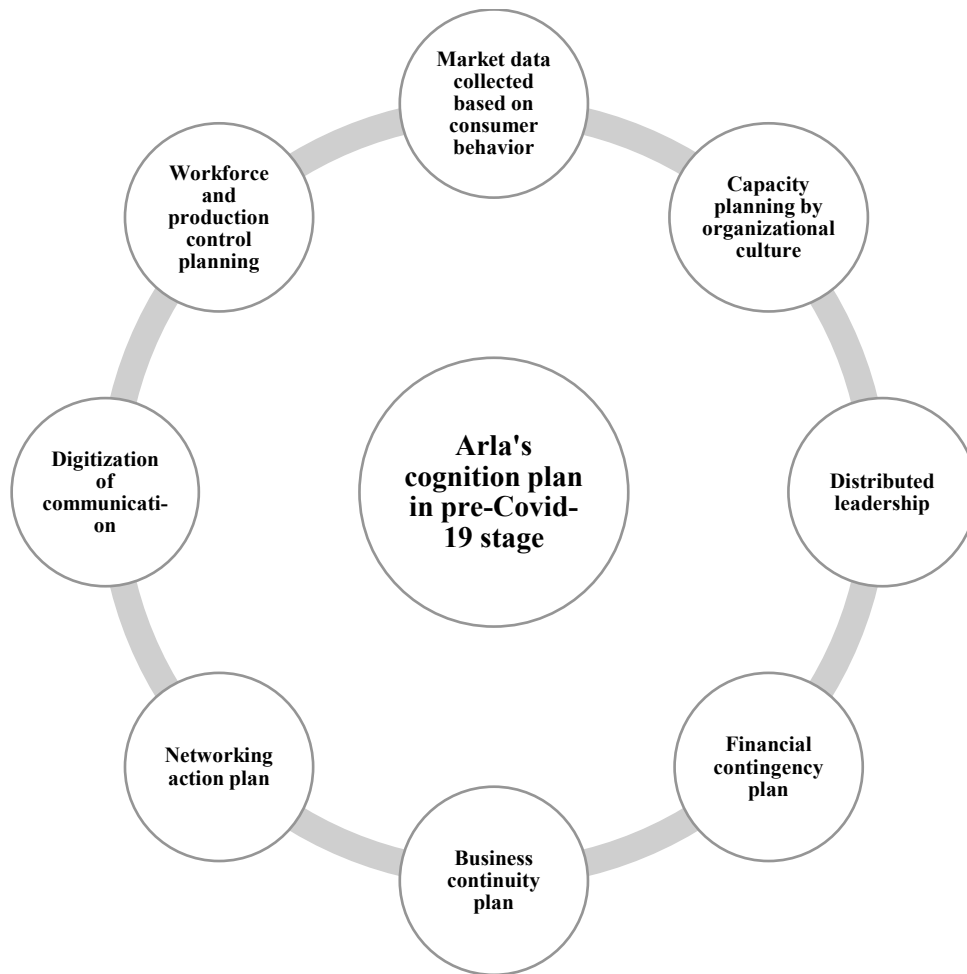 Market data
collected
based on
consumer
behavior
Capacity
planning by
organizational
culture
Distributed
leadership
Financial
contingency
plan
Business
continuity
plan
Networking
action plan
Digitization
of
communicati-
on
Workforce
and
production
control
planning
Arla's
cognition plan
in pre-Covid-
19 stage